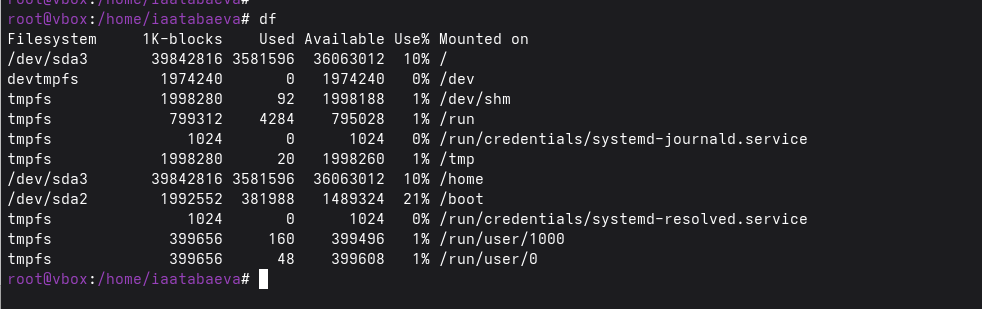 root@vbox:/home/iaatabaeva#
root@vbox:/home/iaatabaeva# df
Filesystem     1K-blocks    Used Available Use% Mounted on
/dev/sda3       39842816 3581596  36063012  10% /
devtmpfs         1974240       0   1974240   0% /dev
tmpfs            1998280      92   1998188   1% /dev/shm
tmpfs             799312    4284    795028   1% /run
tmpfs               1024       0      1024   0% /run/credentials/systemd-journald.service
tmpfs            1998280      20   1998260   1% /tmp
/dev/sda3       39842816 3581596  36063012  10% /home
/dev/sda2        1992552  381988   1489324  21% /boot
tmpfs               1024       0      1024   0% /run/credentials/systemd-resolved.service
tmpfs             399656     160    399496   1% /run/user/1000
tmpfs             399656      48    399608   1% /run/user/0
root@vbox:/home/iaatabaeva#